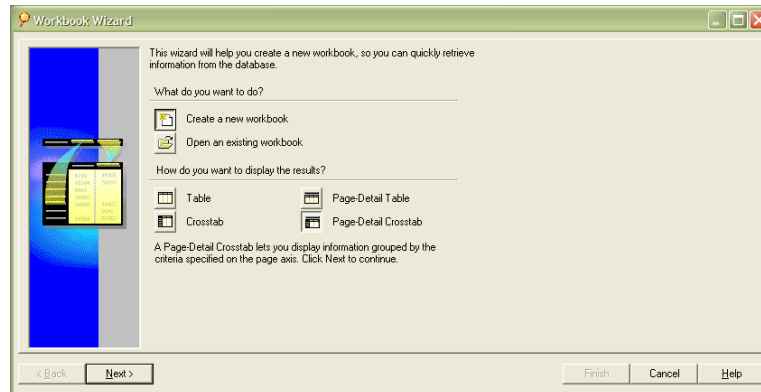 Workbook Wizard
This wizard will help you create a new workbook, so you can quickly retrieve
information from the database.
What do you want to do?
Create a new workbook
Open an existing workbook
How do you want to display the results?
Table
Page-Detail Table
Crosstab
Page-Detail Crosstab
A Page-Detail Crosstab lets you display information grouped by the
criteria specified on the page axis. Click Next to continue.
< Back
Next >
Finish
Cancel
Help